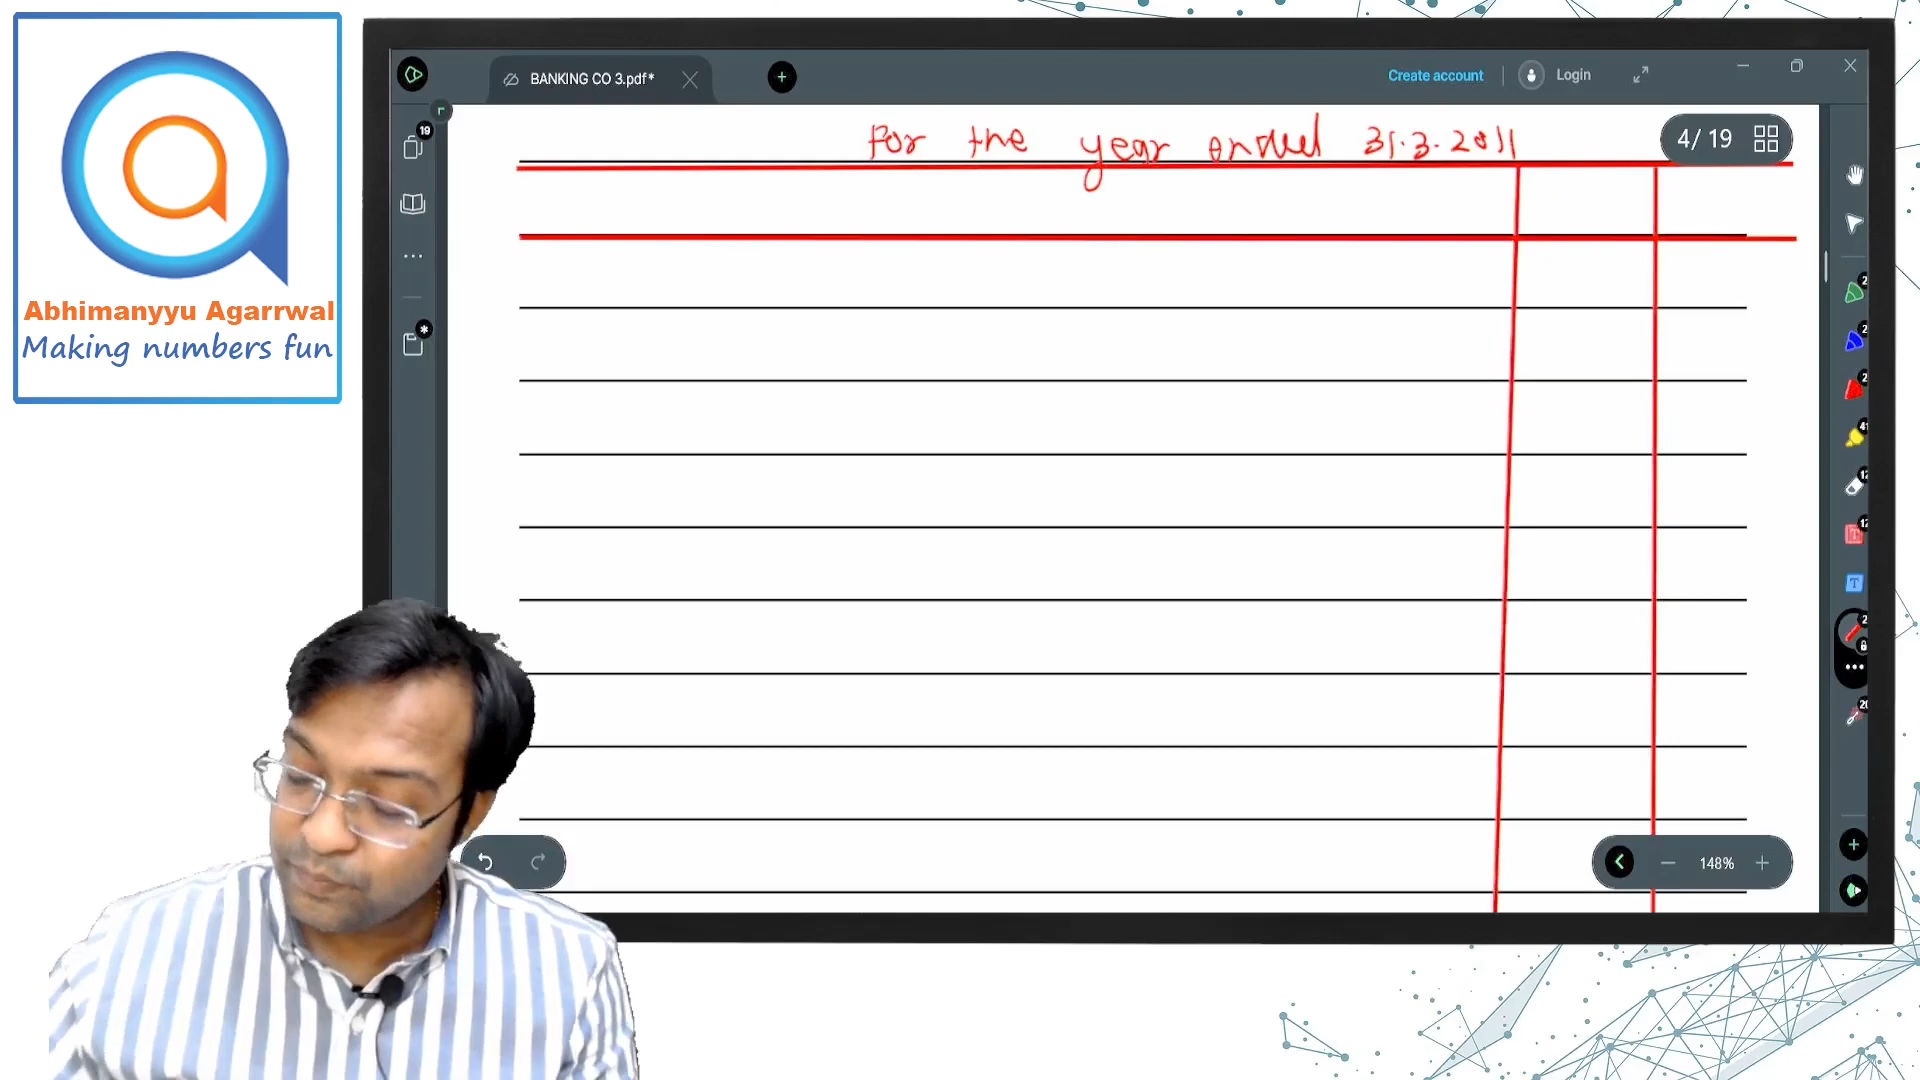 Abhimanyyu Agarrwal
Making numbers fun
BANKING CO 3.pdf*
Create account
Login
19
For the year ended 31.3.2011
4/ 19
148%